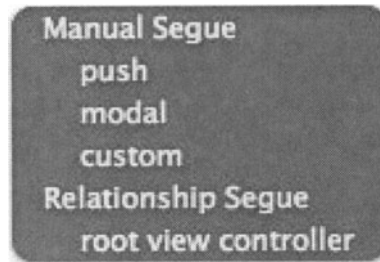 Manual Segue
push
modal
custom
Relationship Segue
root view controller